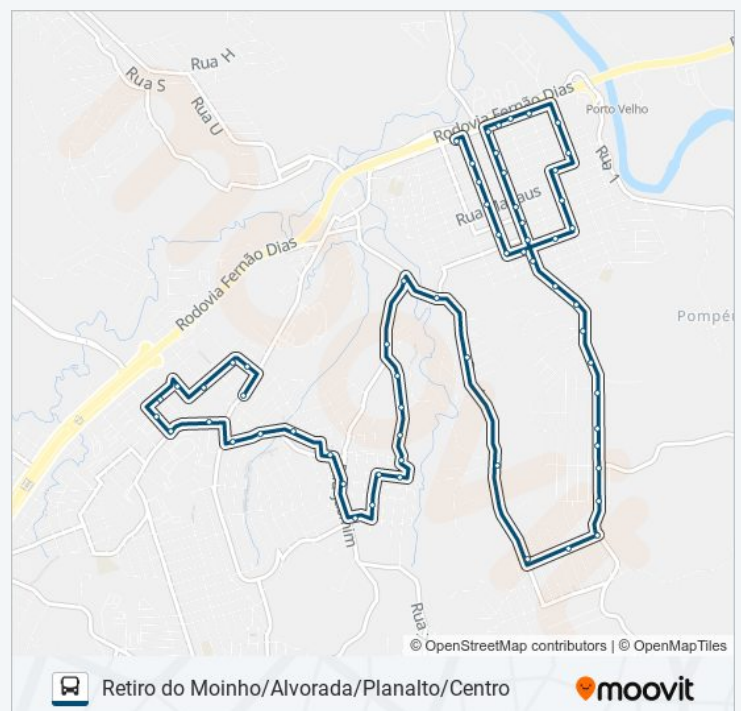 Rua H
Rua S
Rua U
Rodovia Fernão Dias
Porto Velho
Rua 1
Rua Manaus
Rodovia Fernão Dias
Pompé
© OpenStreetMap contributors | © OpenMapTiles
Retiro do Moinho/Alvorada/Planalto/Centro
moovit